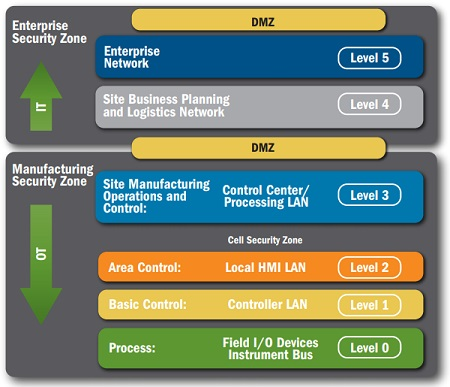 Enterprise
Security Zone
DMZ
Enterprise
Network
Level 5
Site Business Planning
and Logistics Network
Level 4
IT
DMZ
Manufacturing
Security Zone
Site Manufacturing
Operations and
Control:
Control Center/
Processing LAN
Level 3
OT
Cell Security Zone
Area Control:
Local HMI LAN
Level 2
Basic Control:
Controller LAN
Level 1
Process:
Field I/O Devices
Instrument Bus
Level 0